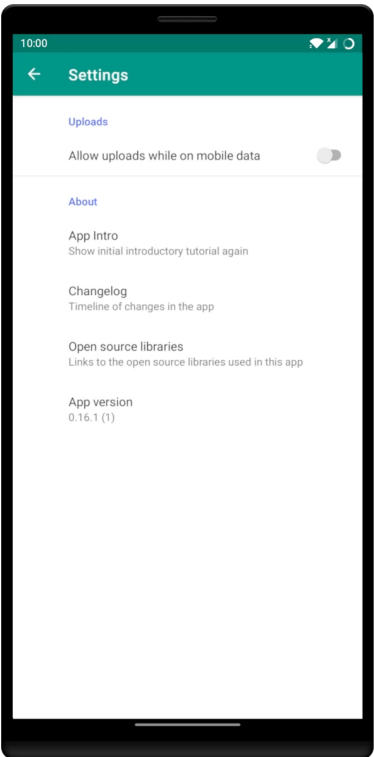 10:00
Settings
Uploads
Allow uploads while on mobile data
About
App Intro
Show initial introductory tutorial again
Changelog
Timeline of changes in the app
Open source libraries
Links to the open source libraries used in this app
App version
0.16.1 (1)